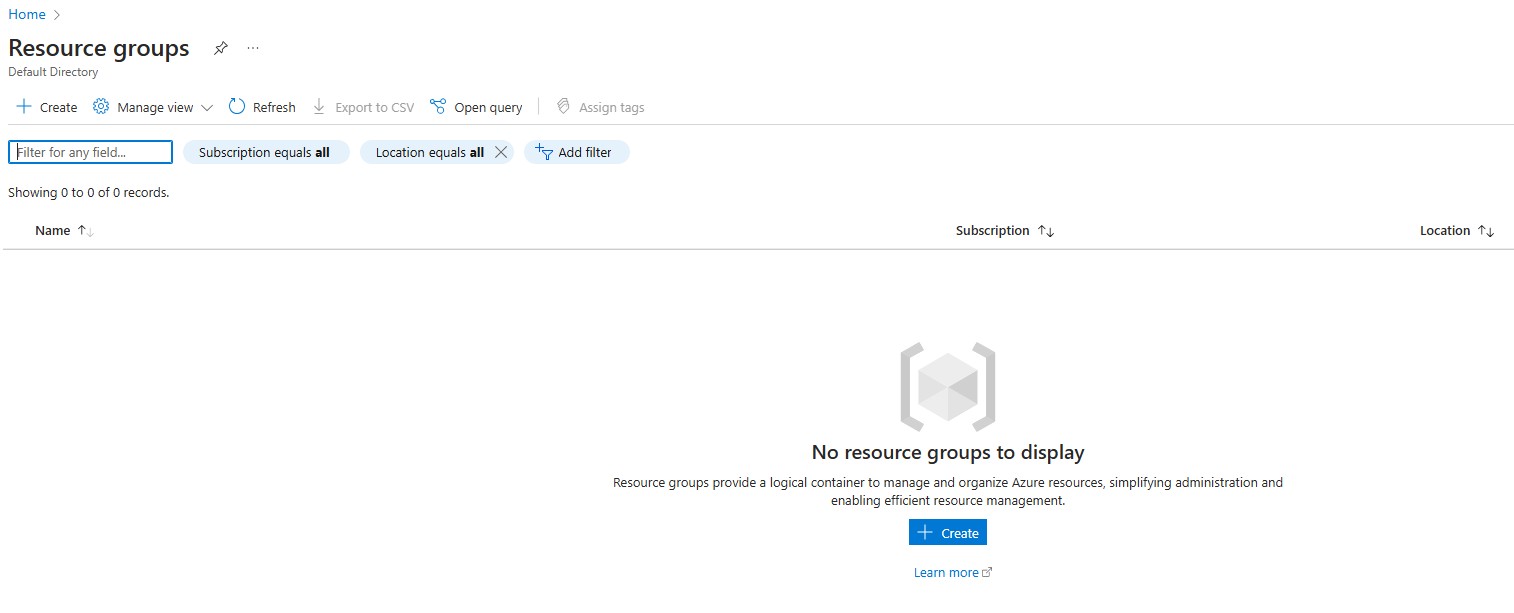 Home
Resource groups
Default Directory
Create Manage view Refresh Export to CSV Open query Assign tags
Filter for any field... Subscription equals all Location equals all Add filter
Showing 0 to 0 of 0 records.
Name Subscription Location
No resource groups to display
Resource groups provide a logical container to manage and organize Azure resources, simplifying administration and
enabling efficient resource management.
Create
Learn more